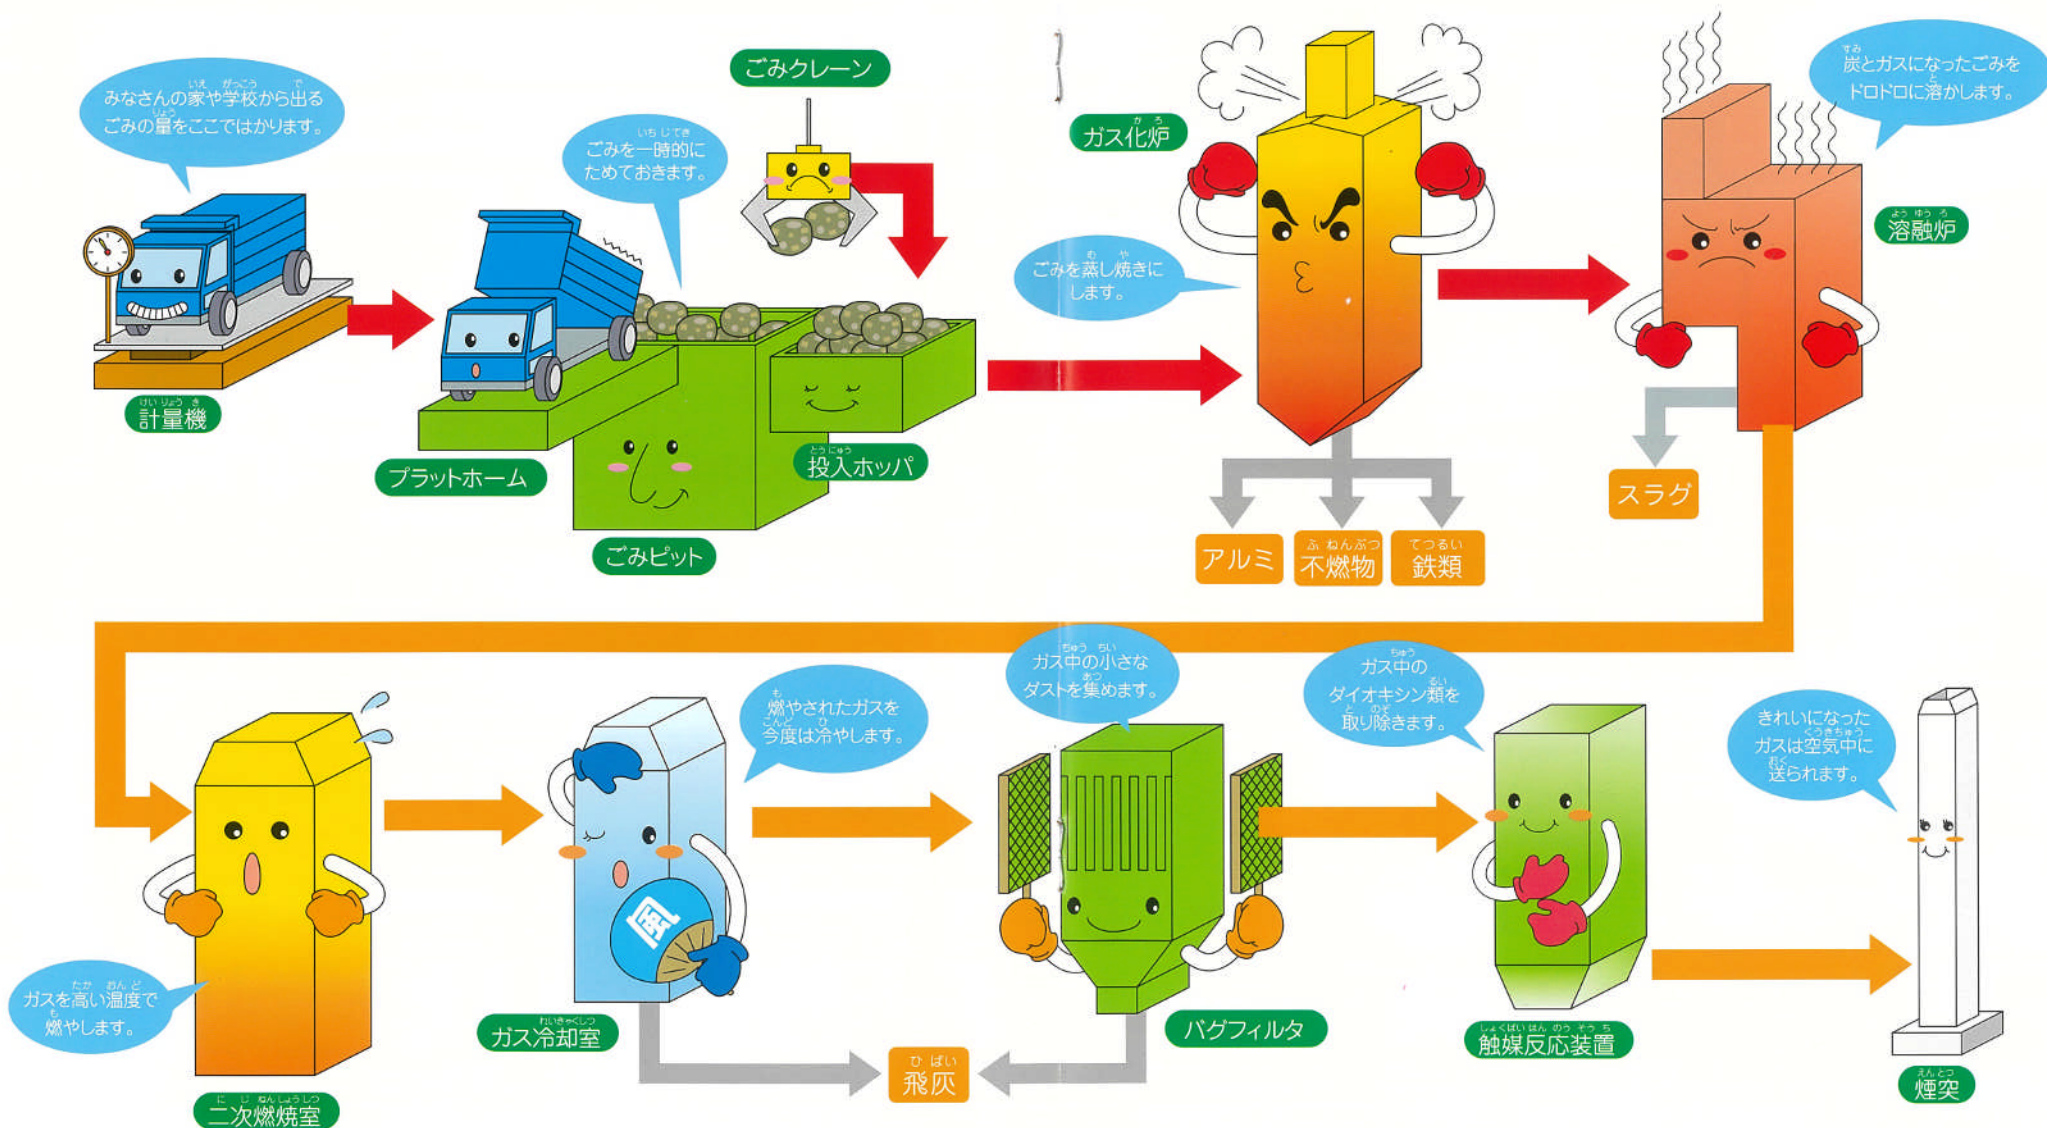 みなさんの家や学校から出る
ごみの量をここではかります。
計量機
プラットホーム
ごみを一時的に
ためておきます。
ごみピット
ごみクレーン
投入ホッパ
ガス化炉
ごみを蒸し焼きに
します。
アルミ
不燃物
鉄類
炭とガスになったごみを
ドロドロに溶かします。
溶融炉
スラグ
ガスを高い温度で
燃やします。
二次燃焼室
燃やされたガスを
今度は冷やします。
風
ガス冷却室
飛灰
ガス中の小さな
ダストを集めます。
バグフィルタ
ガス中の
ダイオキシン類を
取り除きます。
触媒反応装置
きれいになった
ガスは空気中に
送られます。
煙突